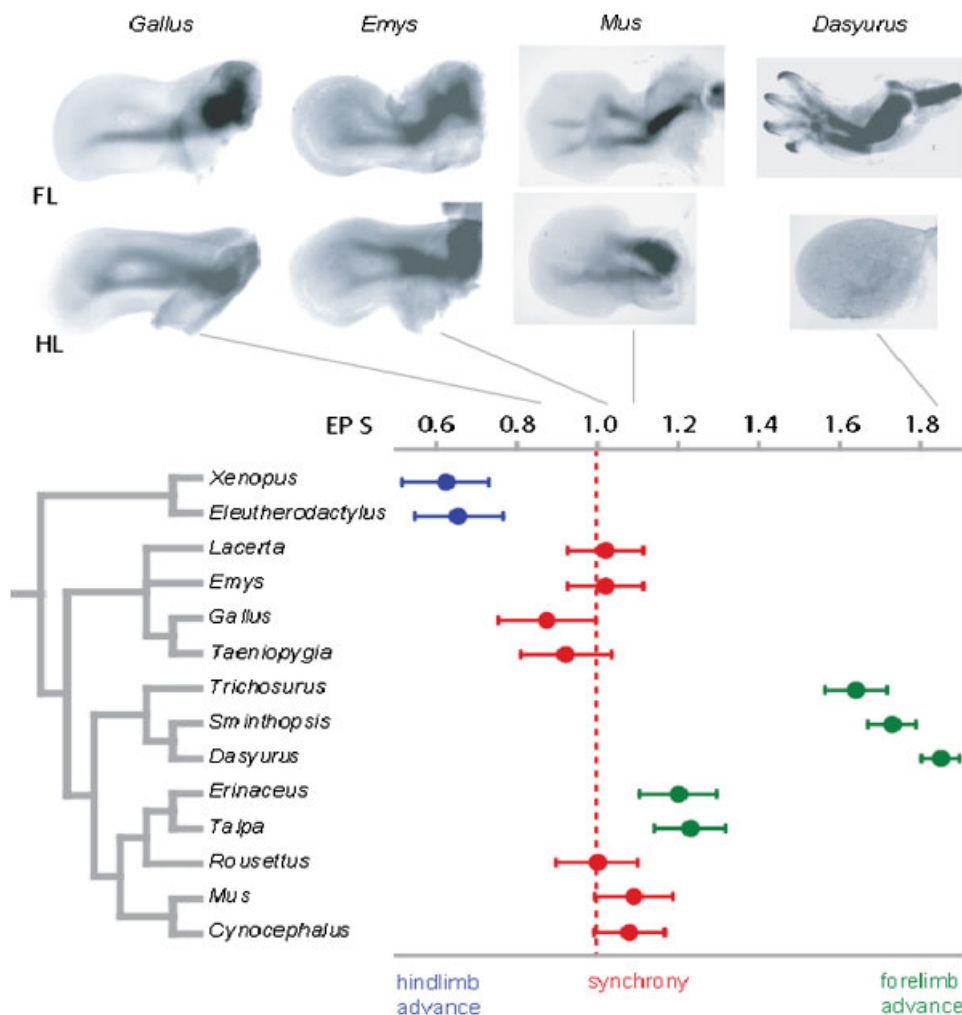 Gallus Emys Mus Dasyurus
FL
HL
EP S 0.6 0.8 1.0 1.2 1.4 1.6 1.8
Xenopus
Eleutherodactylus
Lacerta
Emys
Gallus
Taeniopygia
Trichosurus
Sminthopsis
Dasyurus
Erinaceus
Talpa
Rousettus
Mus
Cynocephalus
hindlimb synchrony forelimb
advance advance